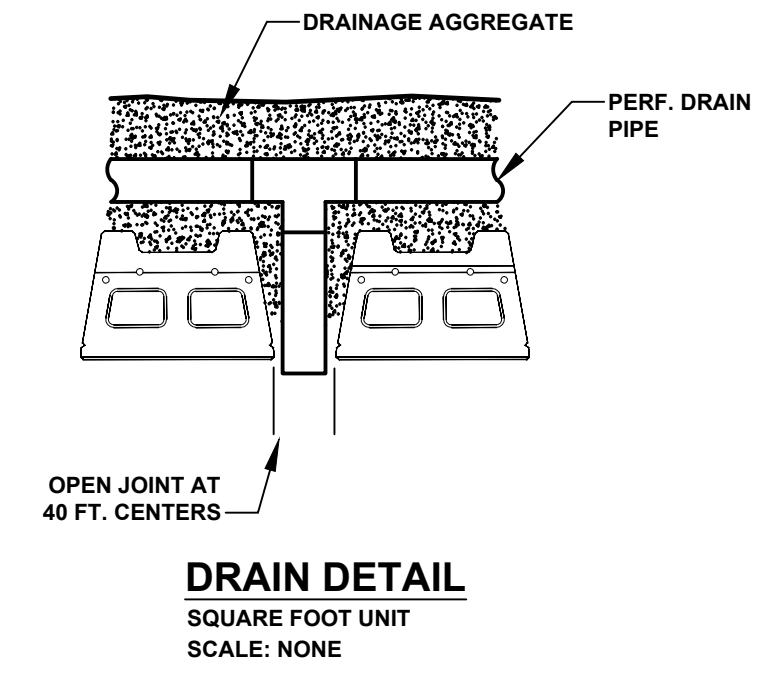 DRAINAGE AGGREGATE
PERF. DRAIN
PIPE
OPEN JOINT AT
40 FT. CENTERS
DRAIN DETAIL
SQUARE FOOT UNIT
SCALE: NONE